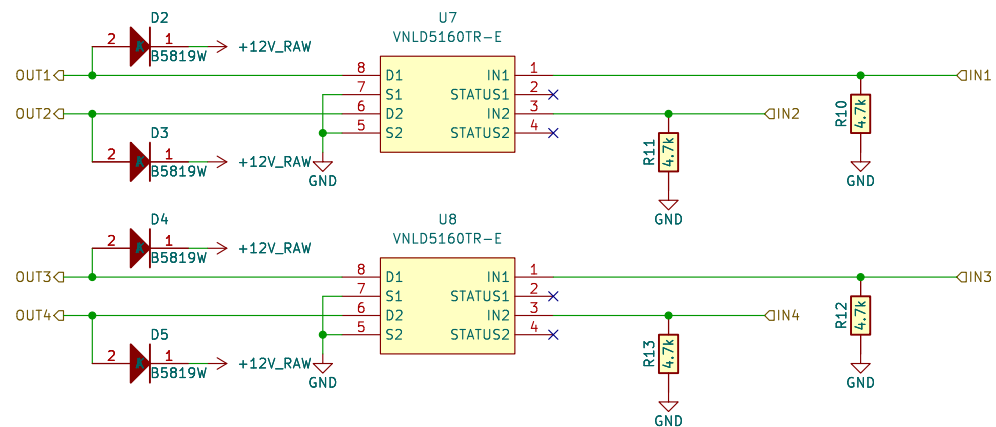 D2
2 1 +12V_RAW
B5819W
OUT1
OUT2
D3
2 1 +12V_RAW
B5819W
U7
VNLD5160TR-E
8 D1 IN1 1
7 S1 STATUS1 2
6 D2 IN2 3
5 S2 STATUS2 4
GND
IN1
IN2
R10
4.7k
GND
R11
4.7k
GND
D4
2 1 +12V_RAW
B5819W
OUT3
OUT4
D5
2 1 +12V_RAW
B5819W
U8
VNLD5160TR-E
8 D1 IN1 1
7 S1 STATUS1 2
6 D2 IN2 3
5 S2 STATUS2 4
GND
IN3
IN4
R12
4.7k
GND
R13
4.7k
GND